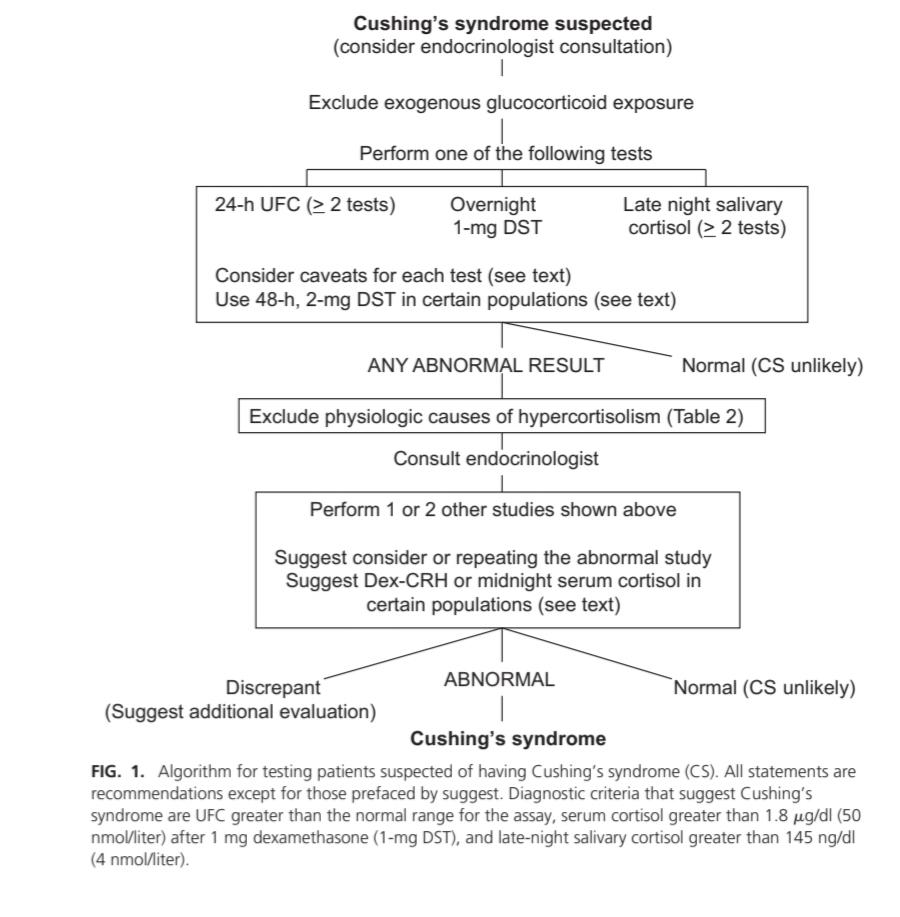 Cushing's syndrome suspected
(consider endocrinologist consultation)
Exclude exogenous glucocorticoid exposure
Perform one of the following tests
24-h UFC (≥ 2 tests)
Overnight
1-mg DST
Late night salivary
cortisol (≥ 2 tests)
Consider caveats for each test (see text)
Use 48-h, 2-mg DST in certain populations (see text)
ANY ABNORMAL RESULT
Normal (CS unlikely)
Exclude physiologic causes of hypercortisolism (Table 2)
Consult endocrinologist
Perform 1 or 2 other studies shown above
Suggest consider or repeating the abnormal study
Suggest Dex-CRH or midnight serum cortisol in
certain populations (see text)
Discrepant
(Suggest additional evaluation)
ABNORMAL
Normal (CS unlikely)
Cushing's syndrome
FIG. 1. Algorithm for testing patients suspected of having Cushing's syndrome (CS). All statements are
recommendations except for those prefaced by suggest. Diagnostic criteria that suggest Cushing's
syndrome are UFC greater than the normal range for the assay, serum cortisol greater than 1.8 μg/dl (50
nmol/liter) after 1 mg dexamethasone (1-mg DST), and late-night salivary cortisol greater than 145 ng/dl
(4 nmol/liter).